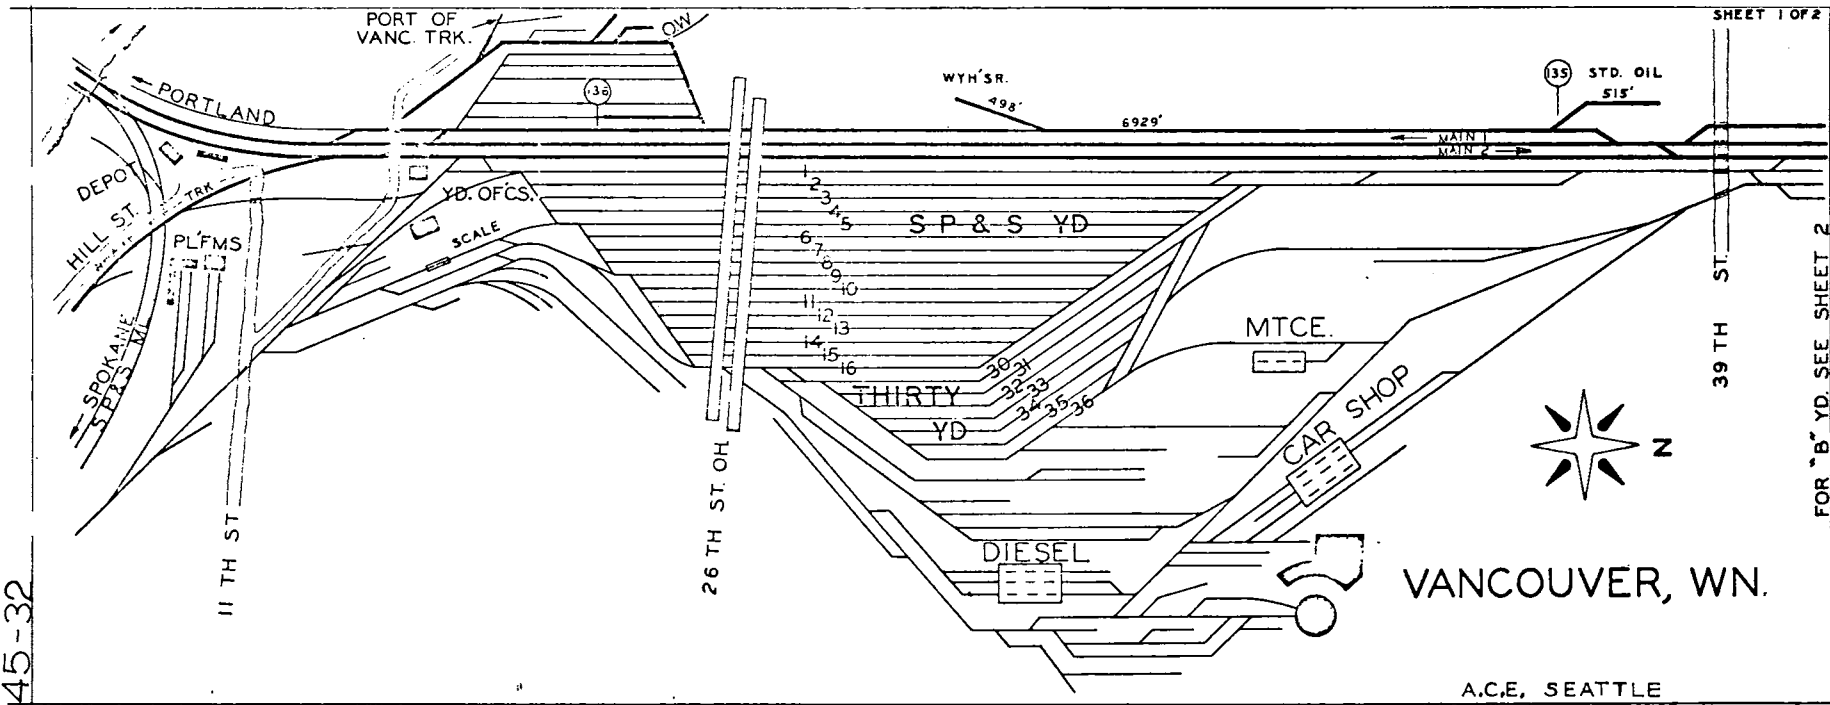 SHEET 1 OF 2
PORT OF
VANC. TRK.
O.W
PORTLAND
136
WYH'SR.
498'
6929'
135
STD. OIL
515'
MAIN 1
MAIN 2
DEPOT
HILL ST.
TRK
PL'FMS
YD. OFCS.
SCALE
1
2
3
4
5
6
7
8
9
10
11
12
13
14
15
16
S P & S YD
30
31
32
33
34
35
36
THIRTY
YD
MTCE.
CAR SHOP
DIESEL
SPOKANE
S P & S ML
11 TH ST
26 TH ST. OH.
39 TH ST.
N
FOR "B" YD. SEE SHEET 2
VANCOUVER, WN.
45-32
A.C.E. SEATTLE